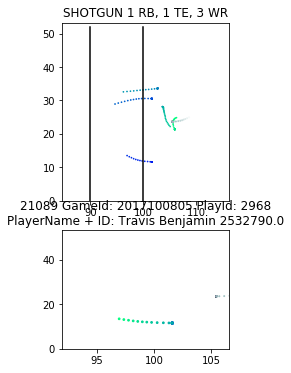 SHOTGUN 1 RB, 1 TE, 3 WR
50
40
30
20
10
0
90 100 110
21089 GameId: 2017100805 PlayId: 2968
PlayerName + ID: Travis Benjamin 2532790.0
40
20
0
95 100 105